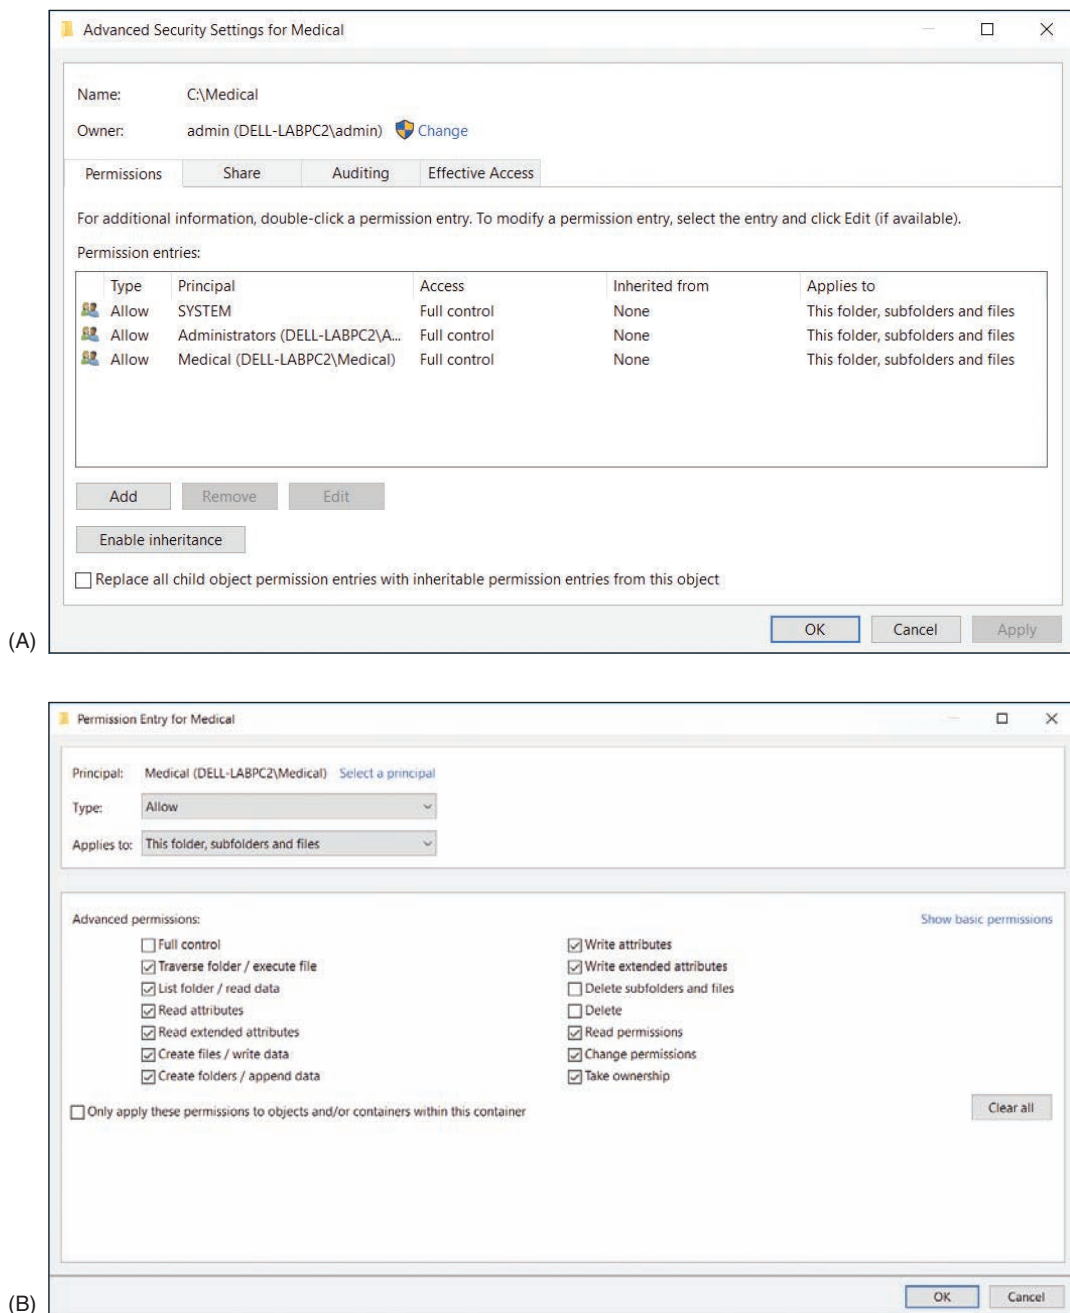 Advanced Security Settings for Medical
Name: C:\Medical
Owner: admin (DELL-LABPC2\admin) Change
Permissions Share Auditing Effective Access
For additional information, double-click a permission entry. To modify a permission entry, select the entry and click Edit (if available).
Permission entries:
Type Principal Access Inherited from Applies to
Allow SYSTEM Full control None This folder, subfolders and files
Allow Administrators (DELL-LABPC2\A... Full control None This folder, subfolders and files
Allow Medical (DELL-LABPC2\Medical) Full control None This folder, subfolders and files
Add Remove Edit
Enable inheritance
Replace all child object permission entries with inheritable permission entries from this object
OK Cancel Apply
(A)
Permission Entry for Medical
Principal: Medical (DELL-LABPC2\Medical) Select a principal
Type: Allow
Applies to: This folder, subfolders and files
Advanced permissions: Show basic permissions
Full control Write attributes
Traverse folder / execute file Write extended attributes
List folder / read data Delete subfolders and files
Read attributes Delete
Read extended attributes Read permissions
Create files / write data Change permissions
Create folders / append data Take ownership
Only apply these permissions to objects and/or containers within this container Clear all
OK Cancel
(B)